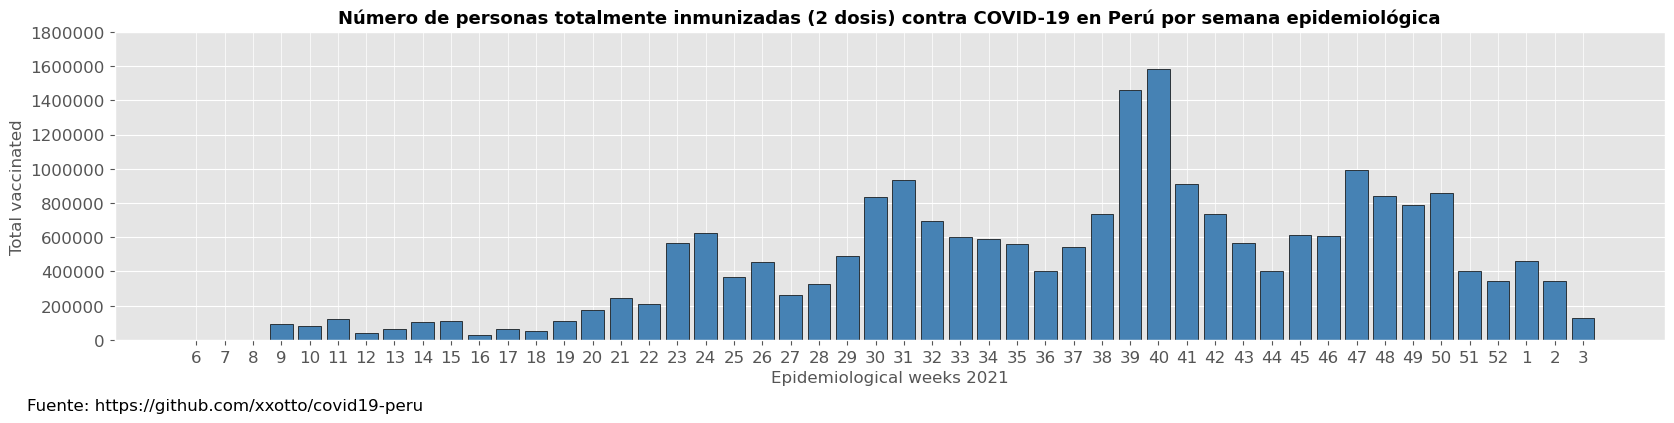 Número de personas totalmente inmunizadas (2 dosis) contra COVID-19 en Perú por semana epidemiológica
1800000
1600000
1400000
1200000
1000000
800000
600000
400000
200000
0
Total vaccinated
6 7 8 9 10 11 12 13 14 15 16 17 18 19 20 21 22 23 24 25 26 27 28 29 30 31 32 33 34 35 36 37 38 39 40 41 42 43 44 45 46 47 48 49 50 51 52 1 2 3
Epidemiological weeks 2021
Fuente: https://github.com/xxotto/covid19-peru